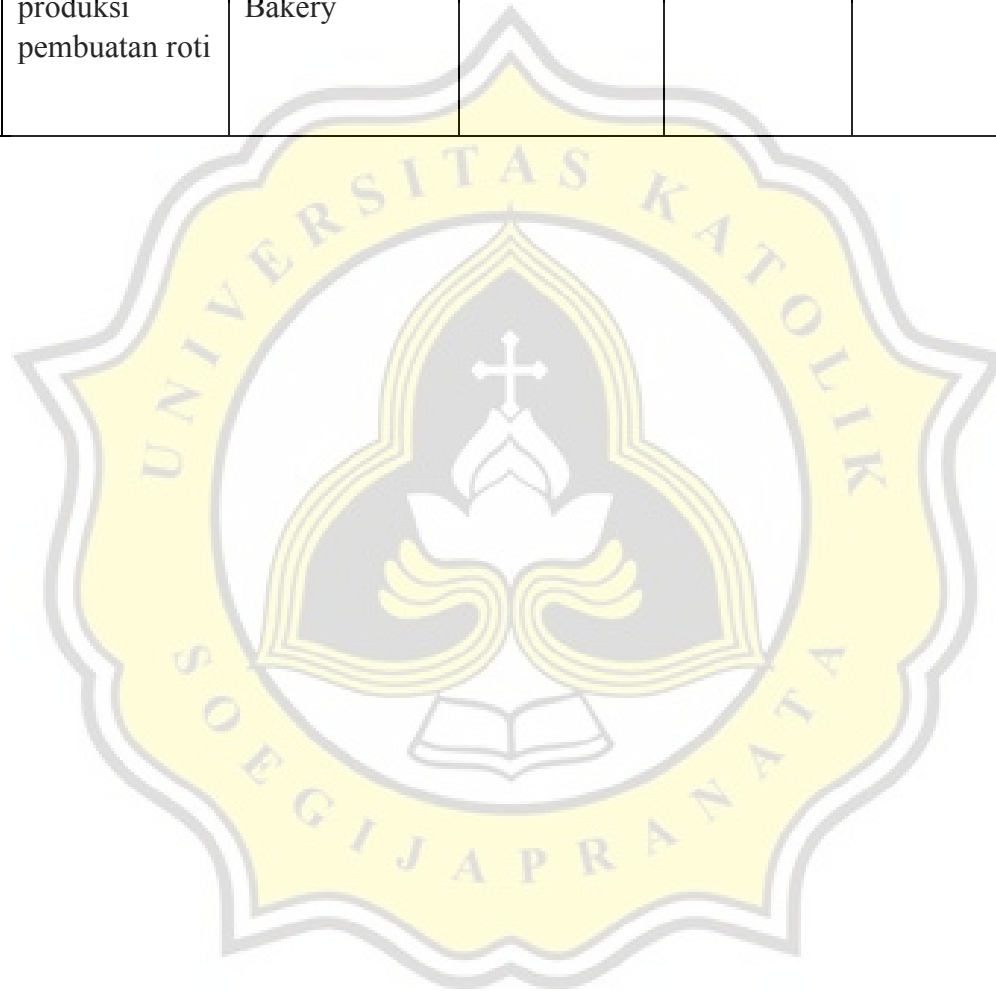 produksi
pembuatan roti
Bakery
UNIVERSITAS KATOLIK
SOEGIJAPRANATA